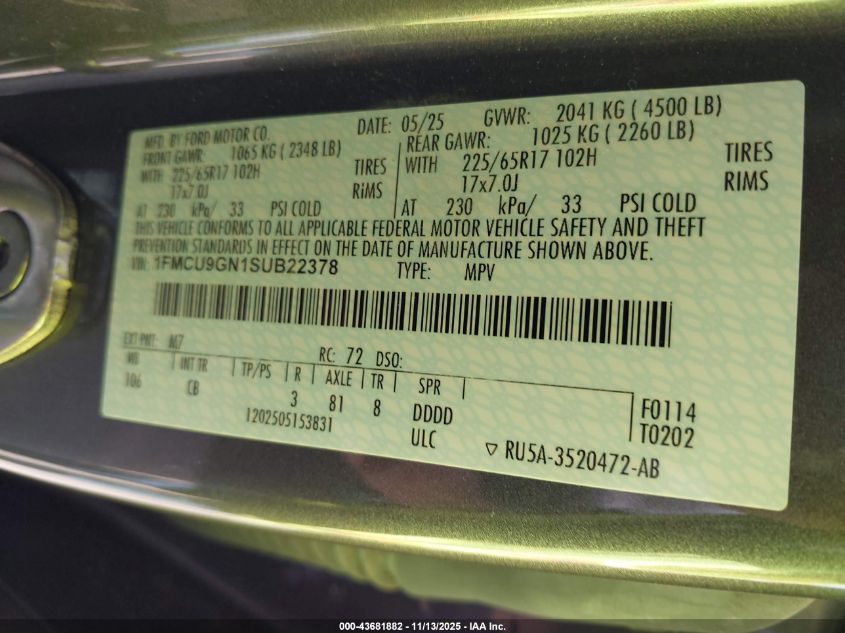 MFD. BY FORD MOTOR CO.
DATE: 05/25 GVWR: 2041 KG ( 4500 LB)
FRONT GAWR: 1065 KG ( 2348 LB)
REAR GAWR: 1025 KG ( 2260 LB)
WITH 225/65R17 102H TIRES
WITH 225/65R17 102H TIRES
17x7.0J RIMS
17x7.0J RIMS
AT 230 kPa/ 33 PSI COLD
AT 230 kPa/ 33 PSI COLD
THIS VEHICLE CONFORMS TO ALL APPLICABLE FEDERAL MOTOR VEHICLE SAFETY AND THEFT
PREVENTION STANDARDS IN EFFECT ON THE DATE OF MANUFACTURE SHOWN ABOVE.
VIN: 1FMCU9GN1SUB22378 TYPE: MPV
EXT PNT: M7 RC: 72 DSO:
WB INT TR TP/PS R AXLE TR SPR
106 CB 3 81 8 DDDD
1202505153831 ULC
F0114
T0202
▽ RU5A-3520472-AB
000-43681882 - 11/13/2025 - IAA Inc.